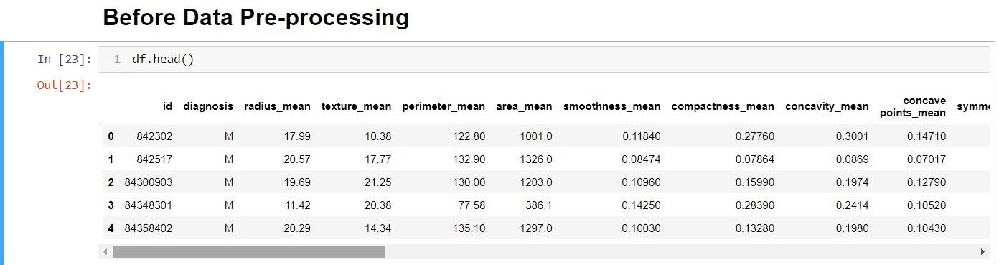 Before Data Pre-processing
In [23]: 1 df.head()
Out[23]:
id diagnosis radius_mean texture_mean perimeter_mean area_mean smoothness_mean compactness_mean concavity_mean concave points_mean symme
0 842302 M 17.99 10.38 122.80 1001.0 0.11840 0.27760 0.3001 0.14710
1 842517 M 20.57 17.77 132.90 1326.0 0.08474 0.07864 0.0869 0.07017
2 84300903 M 19.69 21.25 130.00 1203.0 0.10960 0.15990 0.1974 0.12790
3 84348301 M 11.42 20.38 77.58 386.1 0.14250 0.28390 0.2414 0.10520
4 84358402 M 20.29 14.34 135.10 1297.0 0.10030 0.13280 0.1980 0.10430